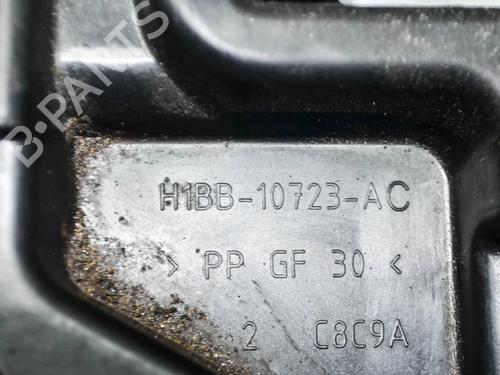 B-PARTS
H1BB-10723-AC
> PP GF 30 <
2 C8C9A